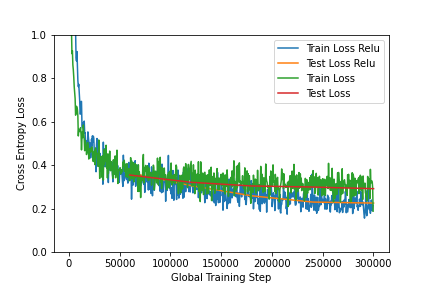 1.0
0.8
0.6
0.4
0.2
0.0
Cross Entropy Loss
Train Loss Relu
Test Loss Relu
Train Loss
Test Loss
0 50000 100000 150000 200000 250000 300000
Global Training Step